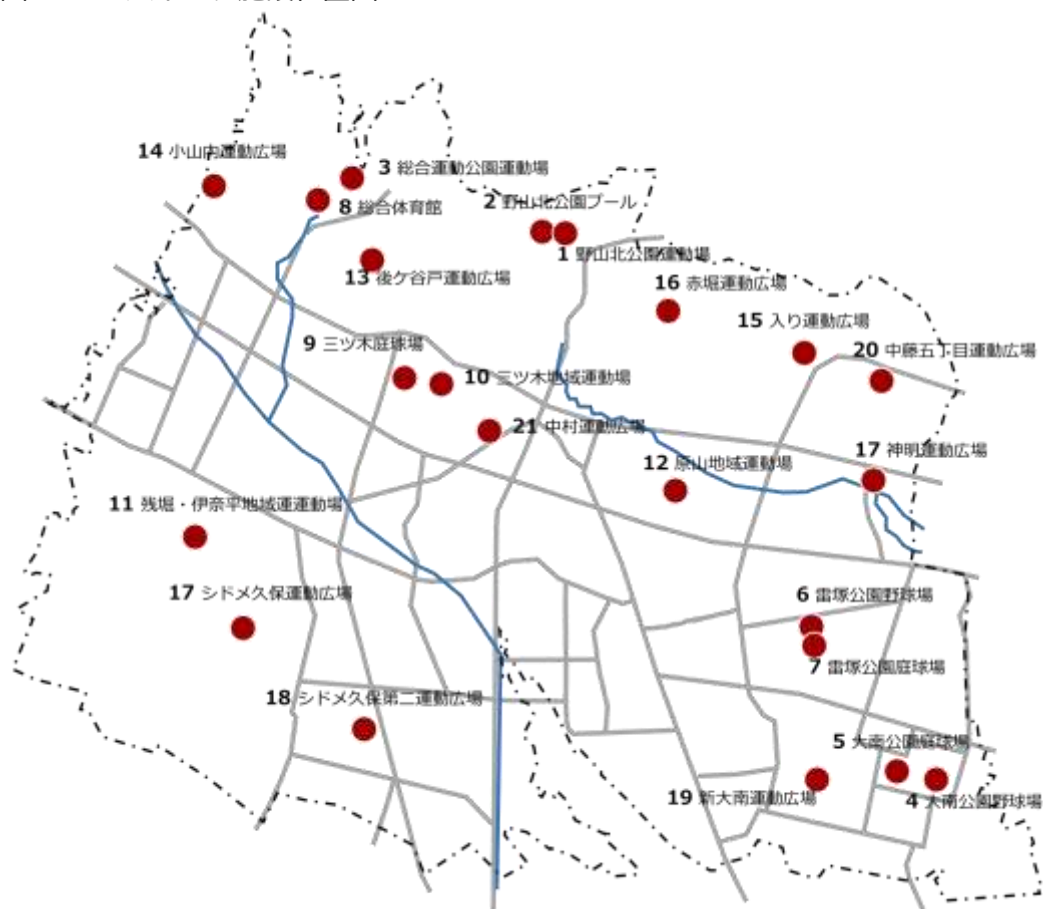 14 小山内運動広場
3 総合運動公園運動場
8 総合体育館
2 野山北公園プール
1 野山北公園運動場
13 後ケ谷戸運動広場
16 赤堀運動広場
15 入り運動広場
20 中藤五丁目運動広場
9 三ツ木庭球場
10 三ツ木地域運動場
21 中村運動広場
17 神明運動広場
12 原山地域運動場
11 残堀・伊奈平地域運運動場
17 シドメ久保運動広場
6 雷塚公園野球場
7 雷塚公園庭球場
18 シドメ久保第二運動広場
5 大南公園庭球場
19 新大南運動広場
4 大南公園野球場